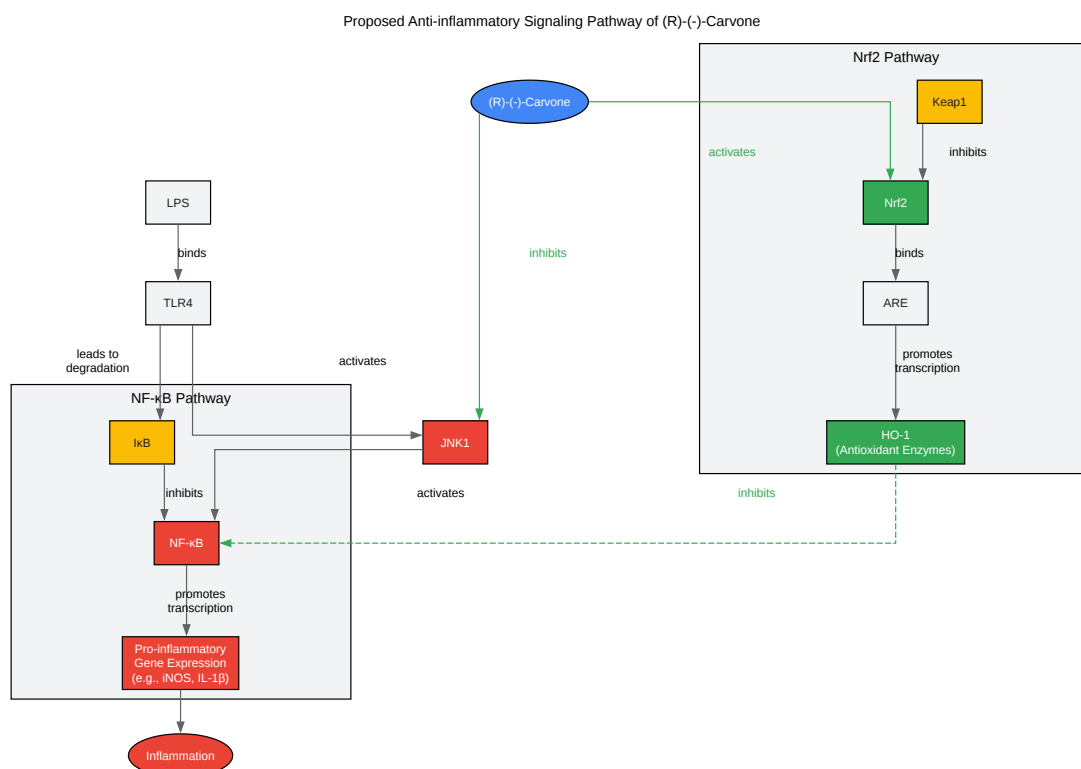 Proposed Anti-inflammatory Signaling Pathway of (R)-(-)-Carvone
Nrf2 Pathway
(R)-(-)-Carvone
Keap1
activates
inhibits
LPS
Nrf2
binds
inhibits
binds
TLR4
ARE
leads to
degradation
activates
promotes
transcription
NF-κB Pathway
IκB
JNK1
HO-1
(Antioxidant Enzymes)
inhibits
activates
inhibits
NF-κB
promotes
transcription
Pro-inflammatory
Gene Expression
(e.g., iNOS, IL-1β)
Inflammation